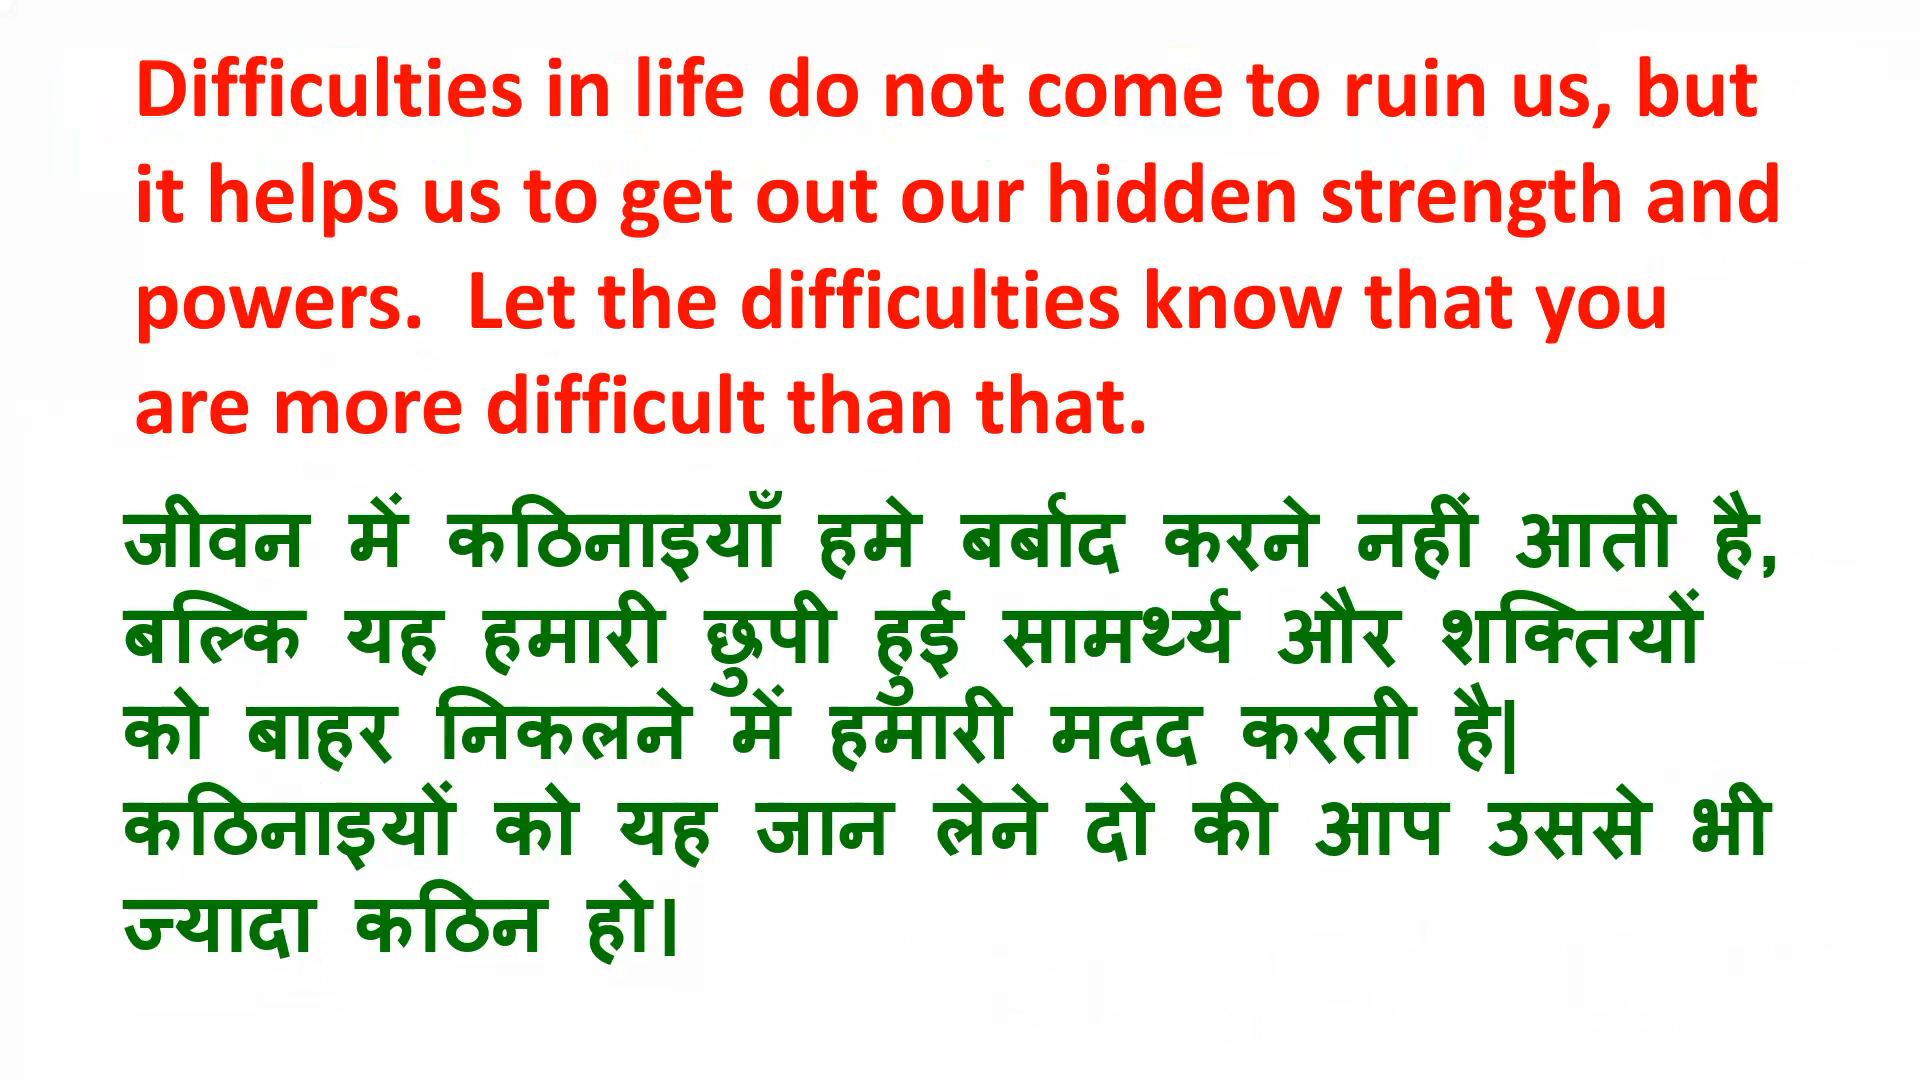 Difficulties in life do not come to ruin us, but
it helps us to get out our hidden strength and
powers.  Let the difficulties know that you
are more difficult than that.
जीवन में कठिनाइयाँ हमे बर्बाद करने नहीं आती है,
बल्कि यह हमारी छुपी हुई सामर्थ्य और शक्तियों
को बाहर निकलने में हमारी मदद करती है|
कठिनाइयों को यह जान लेने दो की आप उससे भी
ज्यादा कठिन हो।